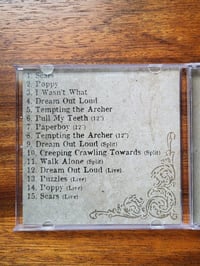 1. Scars
2. Poppy
3. I Wasn't What
4. Dream Out Loud
5. Tempting the Archer
6. Pull My Teeth (12")
7. Paperboy (12")
8. Tempting the Archer (12")
9. Dream Out Loud (Split)
10. Creeping Crawling Towards (Split)
11. Walk Alone (Split)
12. Dream Out Loud (Live)
13. Puzzles (Live)
14. Poppy (Live)
15. Scars (Live)